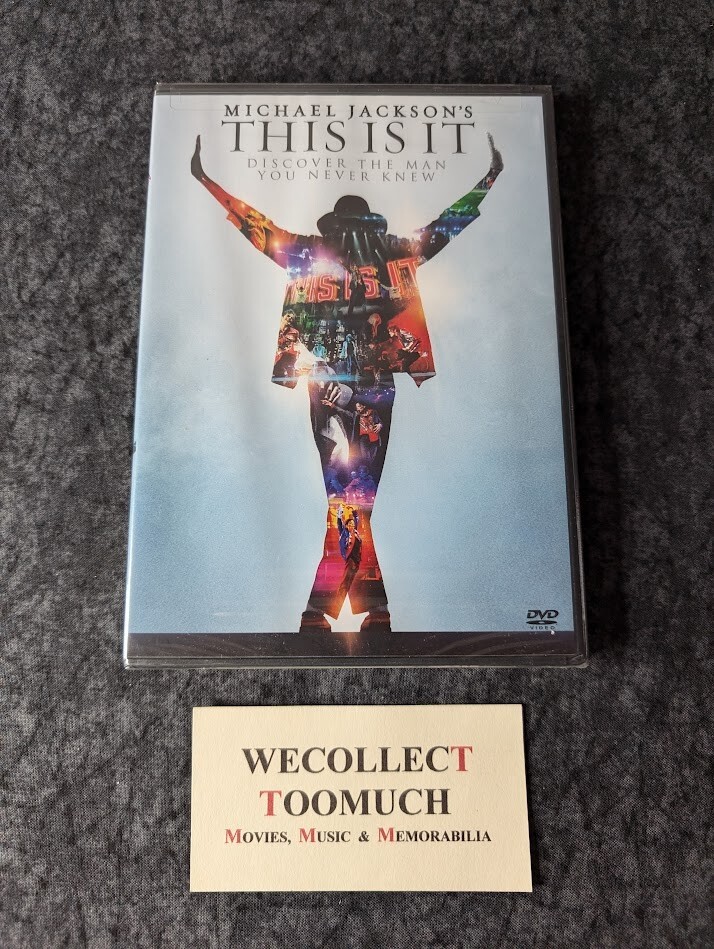 MICHAEL JACKSON'S
THIS IS IT
DISCOVER THE MAN
YOU NEVER KNEW
THIS IS IT
DVD
VIDEO
WECOLLECT
TOOMUCH
MOVIES, MUSIC & MEMORABILIA